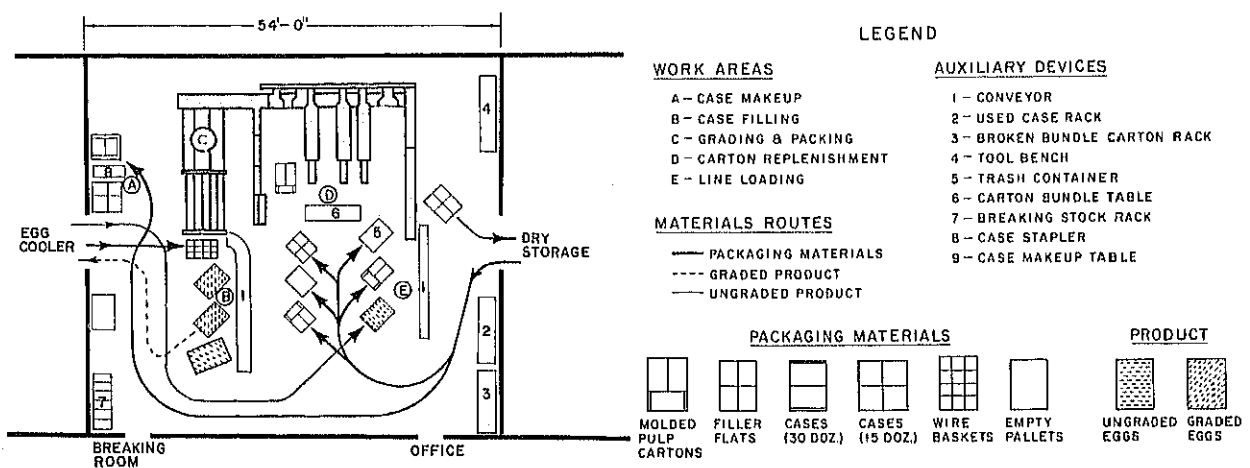 54'-0"
4
C
8
A
D
6
5
EGG
COOLER
DRY
STORAGE
B
1
E
1
2
7
3
BREAKING
ROOM
OFFICE
LEGEND
WORK AREAS
A - CASE MAKEUP
B - CASE FILLING
C - GRADING & PACKING
D - CARTON REPLENISHMENT
E - LINE LOADING
MATERIALS ROUTES
PACKAGING MATERIALS
GRADED PRODUCT
UNGRADED PRODUCT
AUXILIARY DEVICES
1 - CONVEYOR
2 - USED CASE RACK
3 - BROKEN BUNDLE CARTON RACK
4 - TOOL BENCH
5 - TRASH CONTAINER
6 - CARTON BUNDLE TABLE
7 - BREAKING STOCK RACK
8 - CASE STAPLER
9 - CASE MAKEUP TABLE
PACKAGING MATERIALS
MOLDED
PULP
CARTONS
FILLER
FLATS
CASES
(30 DOZ.)
CASES
(15 DOZ.)
WIRE
BASKETS
EMPTY
PALLETS
PRODUCT
UNGRADED
EGGS
GRADED
EGGS